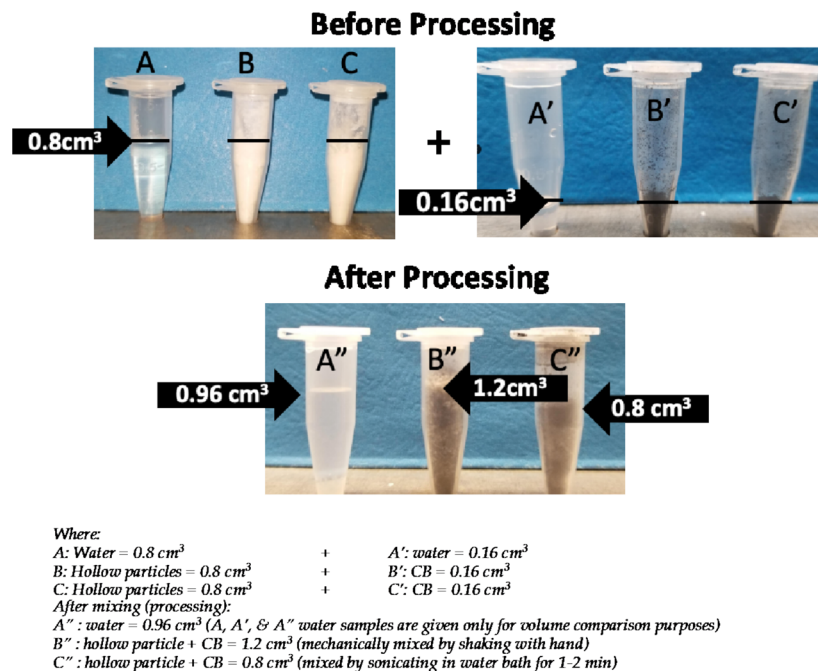 Before Processing
A B C
0.8cm³
+
A’ B’ C’
0.16cm³
After Processing
A’’ B’’ C’’
0.96 cm³
1.2cm³
0.8 cm³
Where:
A: Water = 0.8 cm³ + A’: water = 0.16 cm³
B: Hollow particles = 0.8 cm³ + B’: CB = 0.16 cm³
C: Hollow particles = 0.8 cm³ + C’: CB = 0.16 cm³
After mixing (processing):
A’’ : water = 0.96 cm³ (A, A’, & A’’ water samples are given only for volume comparison purposes)
B’’ : hollow particle + CB = 1.2 cm³ (mechanically mixed by shaking with hand)
C’’ : hollow particle + CB = 0.8 cm³ (mixed by sonicating in water bath for 1-2 min)